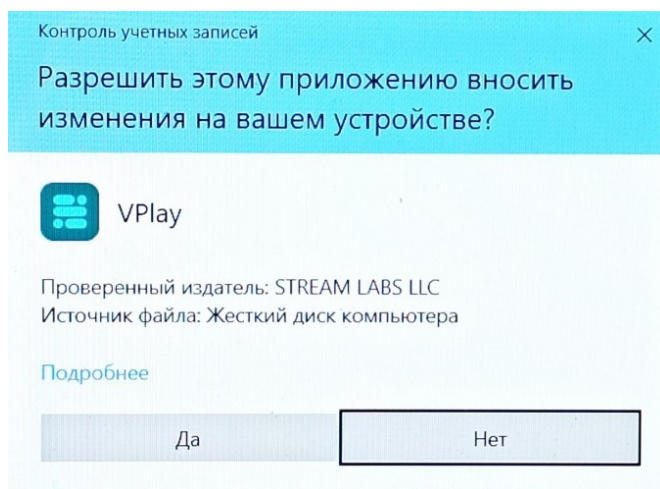 Контроль учетных записей
Разрешить этому приложению вносить
изменения на вашем устройстве?
VPlay
Проверенный издатель: STREAM LABS LLC
Источник файла: Жесткий диск компьютера
Подробнее
Да
Нет